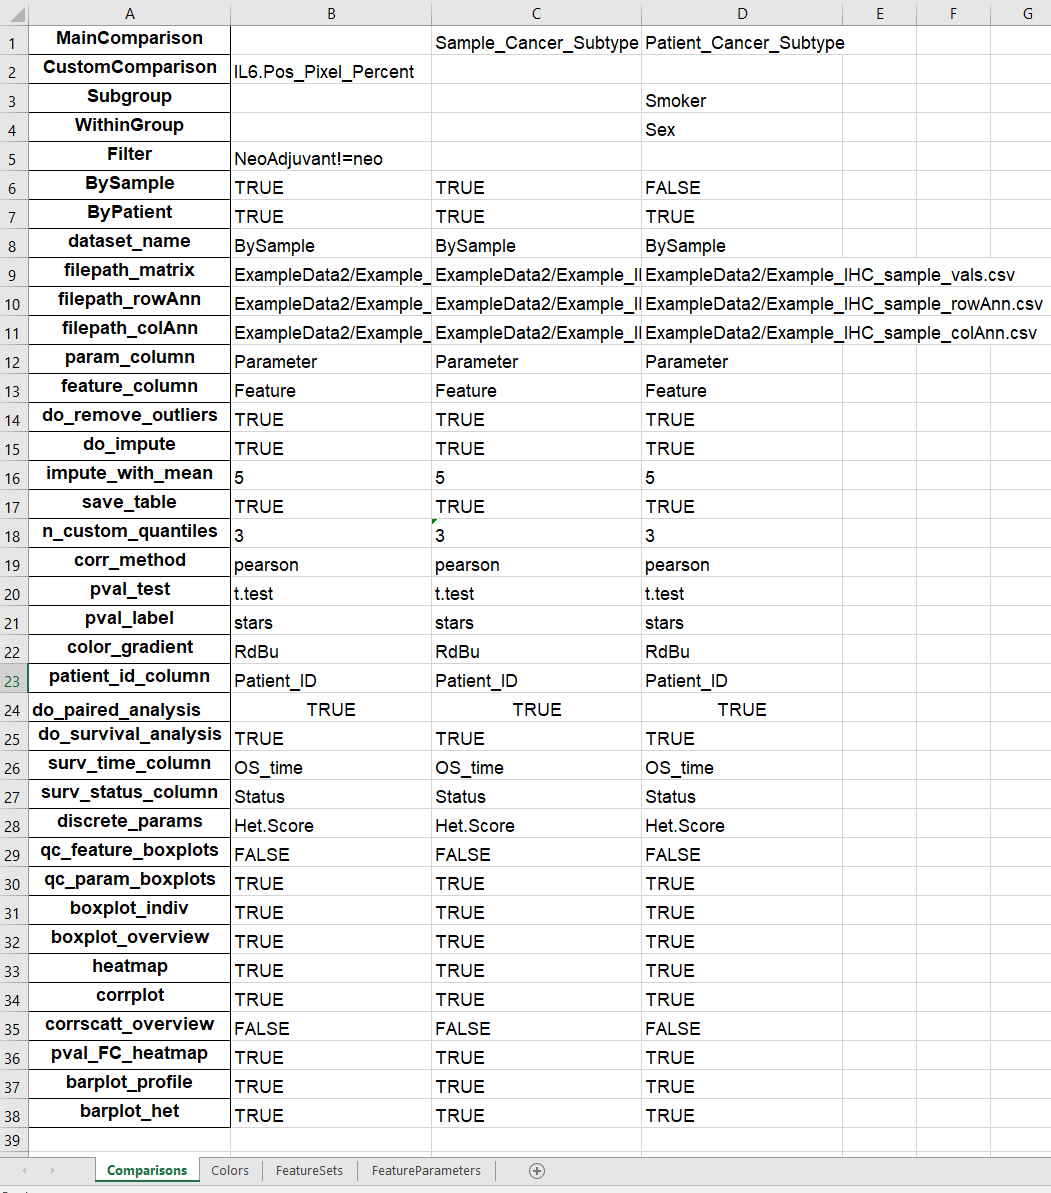 A B C D E F G
1 MainComparison Sample_Cancer_Subtype Patient_Cancer_Subtype
2 CustomComparison IL6.Pos_Pixel_Percent
3 Subgroup Smoker
4 WithinGroup Sex
5 Filter NeoAdjuvant!=neo
6 BySample TRUE TRUE FALSE
7 ByPatient TRUE TRUE TRUE
8 dataset_name BySample BySample BySample
9 filepath_matrix ExampleData2/Example_ ExampleData2/Example_II ExampleData2/Example_IHC_sample_vals.csv
10 filepath_rowAnn ExampleData2/Example_ ExampleData2/Example_II ExampleData2/Example_IHC_sample_rowAnn.csv
11 filepath_colAnn ExampleData2/Example_ ExampleData2/Example_II ExampleData2/Example_IHC_sample_colAnn.csv
12 param_column Parameter Parameter Parameter
13 feature_column Feature Feature Feature
14 do_remove_outliers TRUE TRUE TRUE
15 do_impute TRUE TRUE TRUE
16 impute_with_mean 5 5 5
17 save_table TRUE TRUE TRUE
18 n_custom_quantiles 3 3 3
19 corr_method pearson pearson pearson
20 pval_test t.test t.test t.test
21 pval_label stars stars stars
22 color_gradient RdBu RdBu RdBu
23 patient_id_column Patient_ID Patient_ID Patient_ID
24 do_paired_analysis TRUE TRUE TRUE
25 do_survival_analysis TRUE TRUE TRUE
26 surv_time_column OS_time OS_time OS_time
27 surv_status_column Status Status Status
28 discrete_params Het.Score Het.Score Het.Score
29 qc_feature_boxplots FALSE FALSE FALSE
30 qc_param_boxplots TRUE TRUE TRUE
31 boxplot_indiv TRUE TRUE TRUE
32 boxplot_overview TRUE TRUE TRUE
33 heatmap TRUE TRUE TRUE
34 corrplot TRUE TRUE TRUE
35 corrscatt_overview FALSE FALSE FALSE
36 pval_FC_heatmap TRUE TRUE TRUE
37 barplot_profile TRUE TRUE TRUE
38 barplot_het TRUE TRUE TRUE
39
Comparisons Colors FeatureSets FeatureParameters